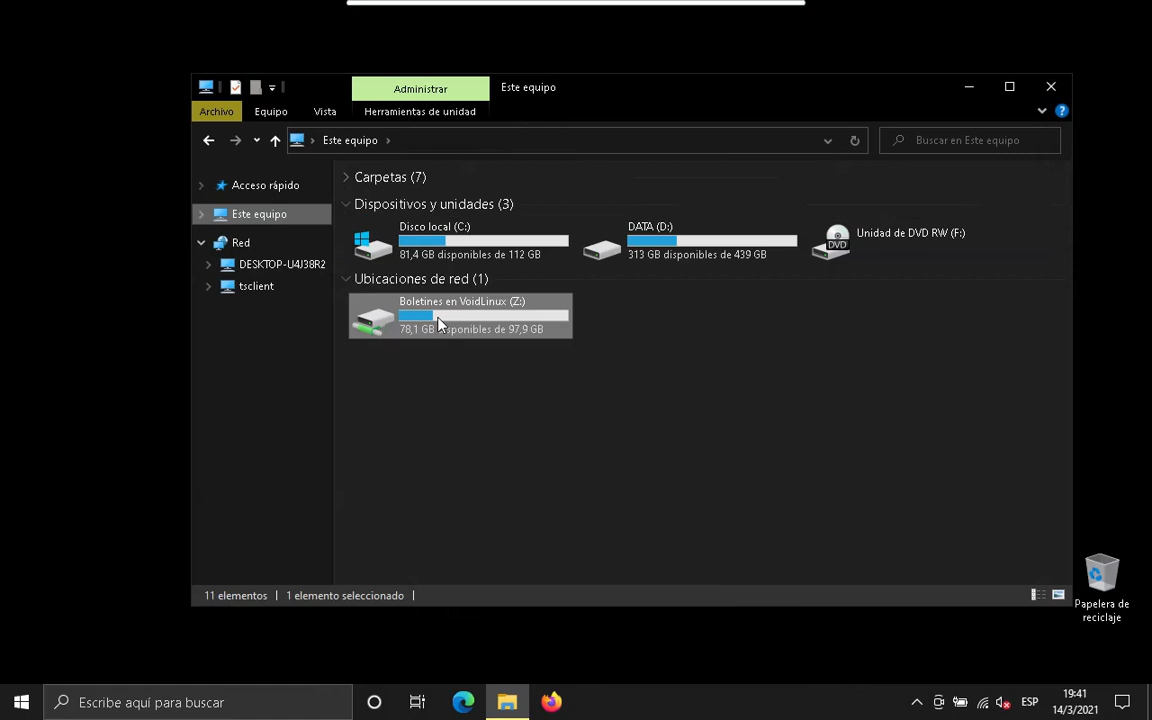 Administrar
Este equipo
Archivo
Equipo
Vista
Herramientas de unidad
Este equipo
Buscar en Este equipo
Acceso rápido
Este equipo
Red
DESKTOP-U4J38R2
tsclient
Carpetas (7)
Dispositivos y unidades (3)
Disco local (C:)
81,4 GB disponibles de 112 GB
DATA (D:)
313 GB disponibles de 439 GB
DVD
Unidad de DVD RW (F:)
Ubicaciones de red (1)
Boletines en VoidLinux (Z:)
78,1 GB disponibles de 97,9 GB
11 elementos
1 elemento seleccionado
Papelera de
reciclaje
Escribe aquí para buscar
ESP
19:41
14/3/2021